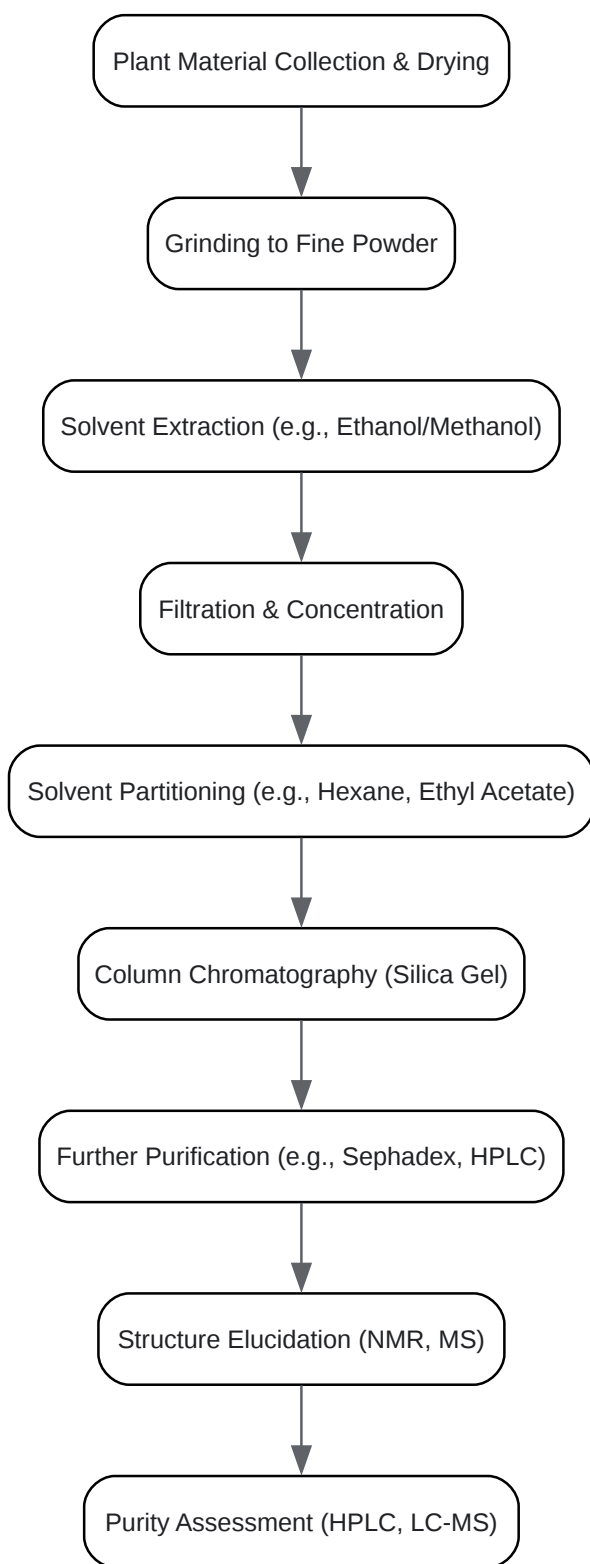 Plant Material Collection & Drying
Grinding to Fine Powder
Solvent Extraction (e.g., Ethanol/Methanol)
Filtration & Concentration
Solvent Partitioning (e.g., Hexane, Ethyl Acetate)
Column Chromatography (Silica Gel)
Further Purification (e.g., Sephadex, HPLC)
Structure Elucidation (NMR, MS)
Purity Assessment (HPLC, LC-MS)